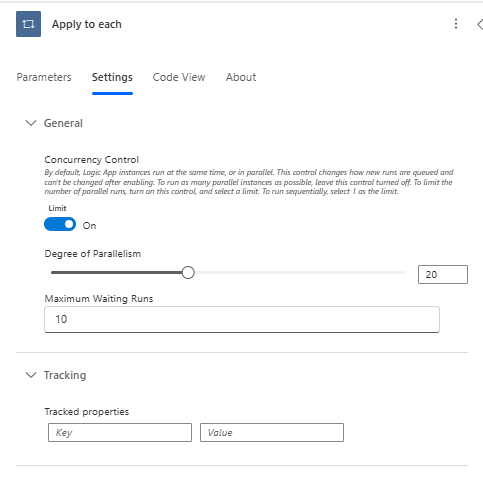 Apply to each
Parameters Settings Code View About
General
Concurrency Control
By default, Logic App instances run at the same time, or in parallel. This control changes how new runs are queued and
can't be changed after enabling. To run as many parallel instances as possible, leave this control turned off. To limit the
number of parallel runs, turn on this control, and select a limit. To run sequentially, select 1 as the limit.
Limit
On
Degree of Parallelism
20
Maximum Waiting Runs
10
Tracking
Tracked properties
Key Value